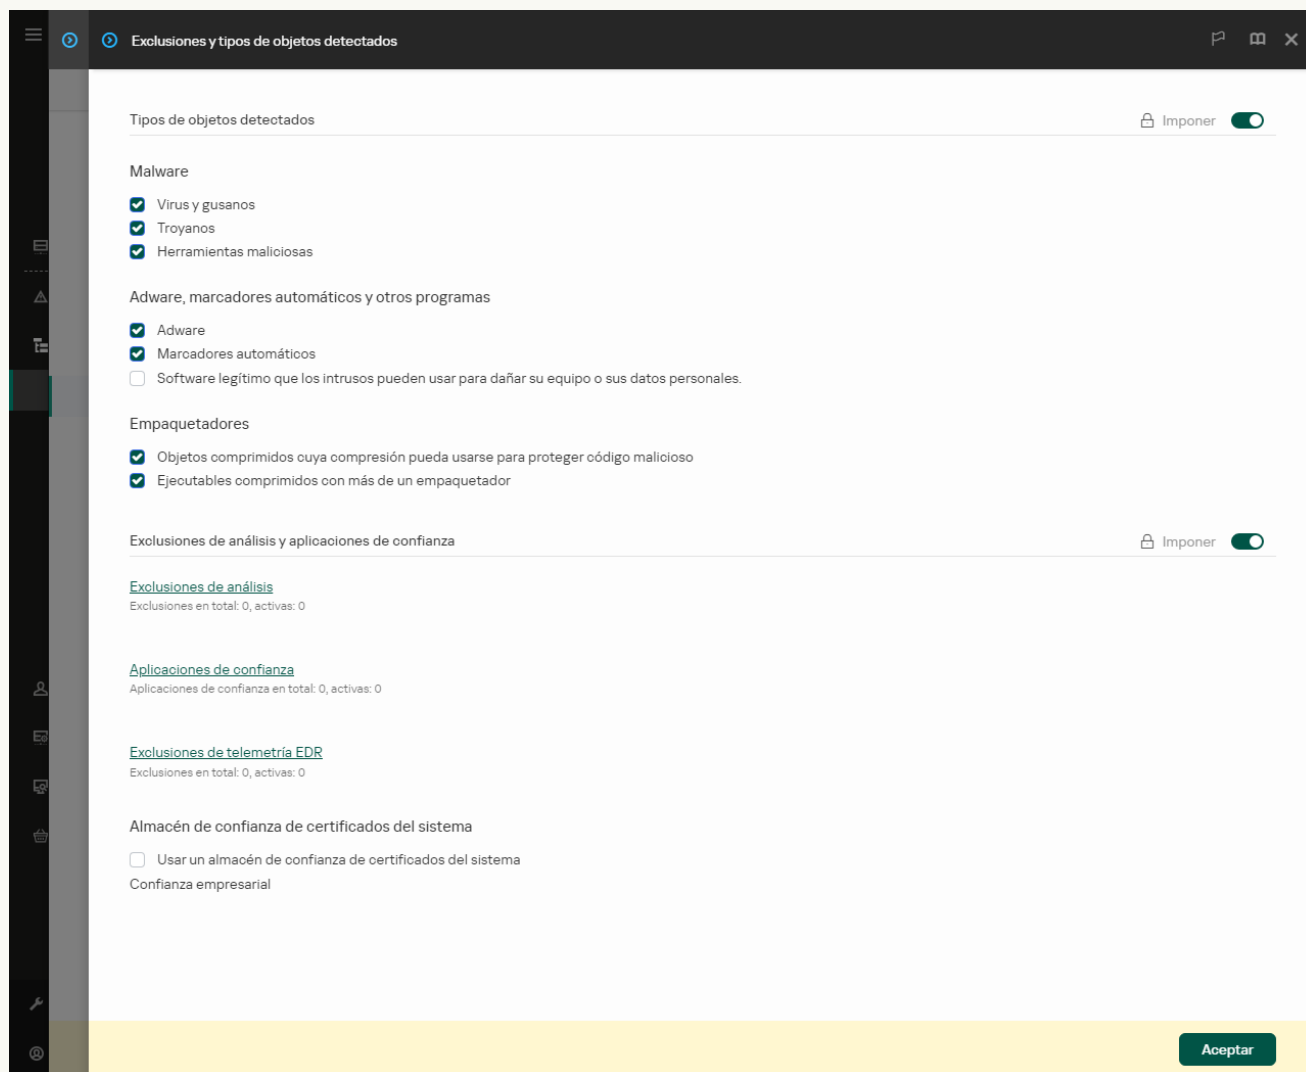 Exclusiones y tipos de objetos detectados
Tipos de objetos detectados
Imponer
Malware
Virus y gusanos
Troyanos
Herramientas maliciosas
Adware, marcadores automáticos y otros programas
Adware
Marcadores automáticos
Software legítimo que los intrusos pueden usar para dañar su equipo o sus datos personales.
Empaquetadores
Objetos comprimidos cuya compresión pueda usarse para proteger código malicioso
Ejecutables comprimidos con más de un empaquetador
Exclusiones de análisis y aplicaciones de confianza
Imponer
Exclusiones de análisis
Exclusiones en total: 0, activas: 0
Aplicaciones de confianza
Aplicaciones de confianza en total: 0, activas: 0
Exclusiones de telemetría EDR
Exclusiones en total: 0, activas: 0
Almacén de confianza de certificados del sistema
Usar un almacén de confianza de certificados del sistema
Confianza empresarial
Aceptar